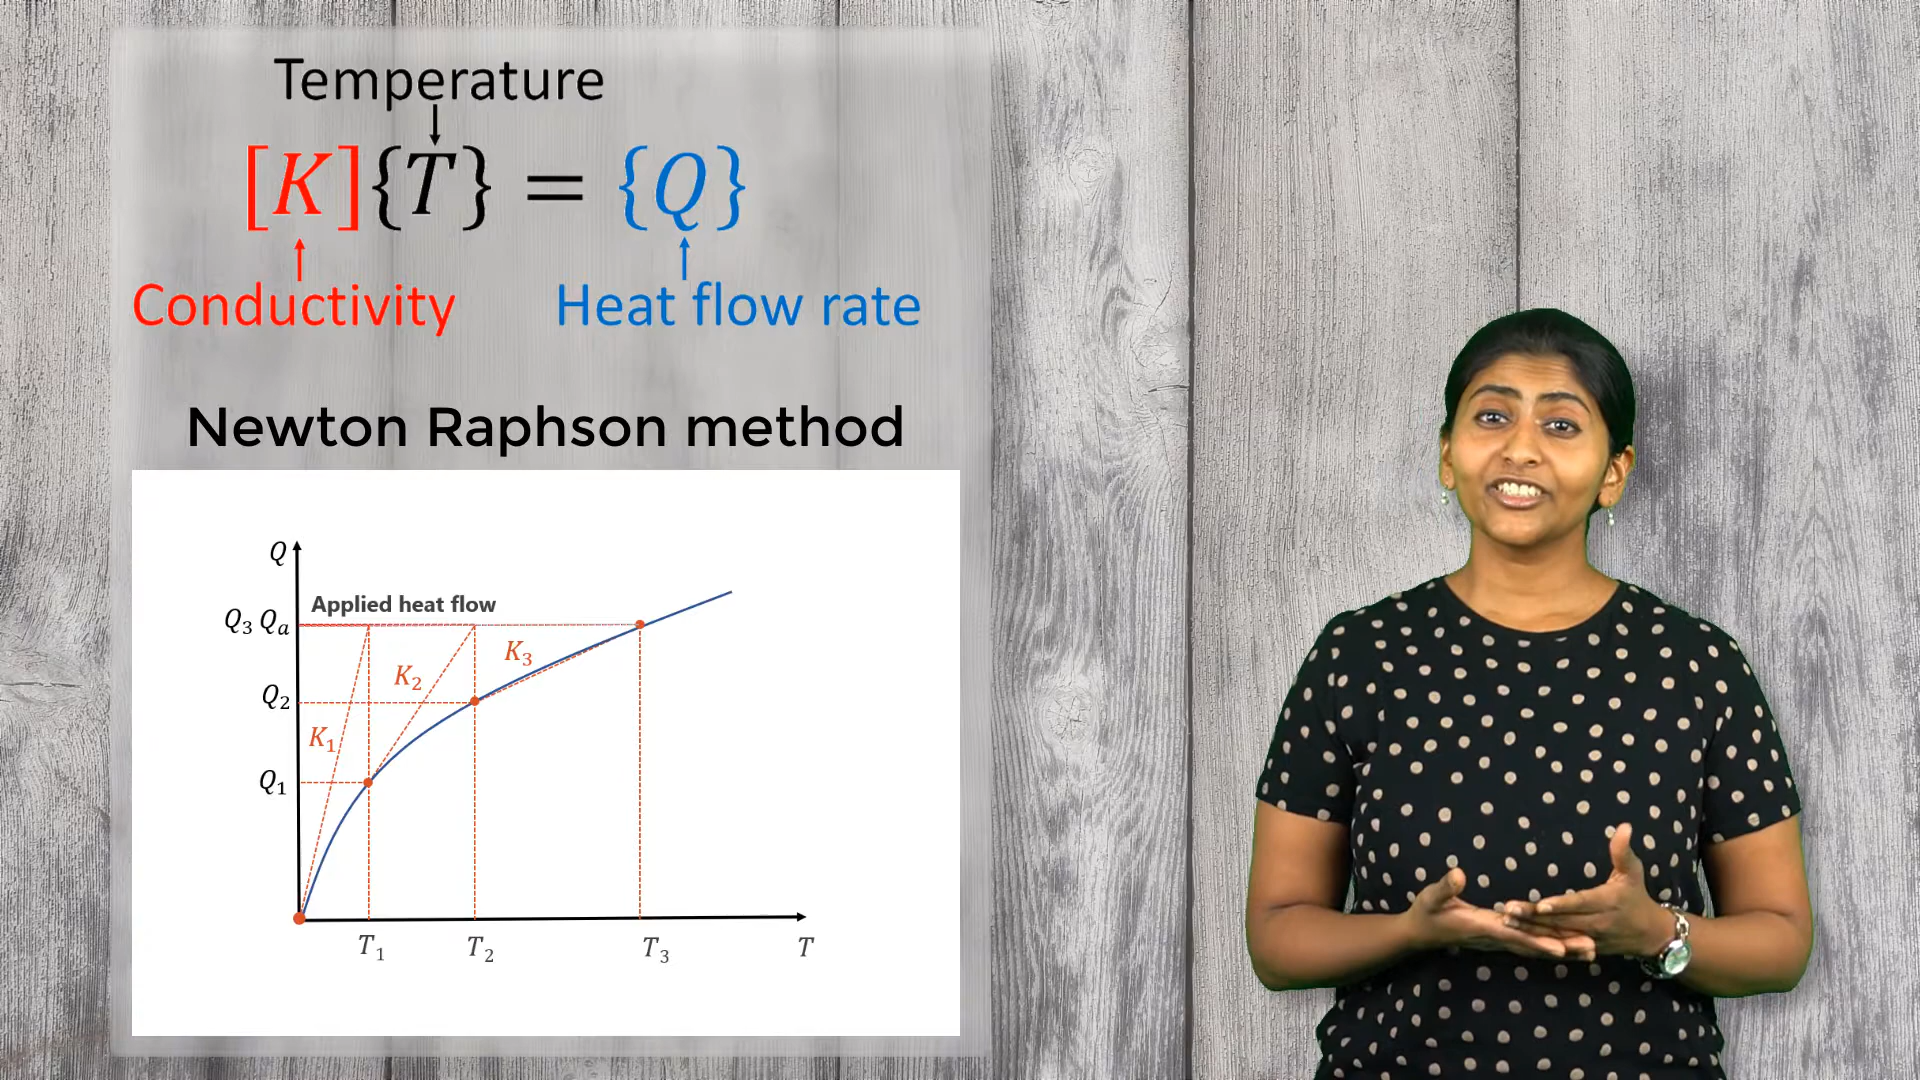 Temperature
[K]{T} = {Q}
Conductivity
Heat flow rate
Newton Raphson method
Q
Applied heat flow
Q₃ Qₐ
K₃
K₂
Q₂
K₁
Q₁
T₁
T₂
T₃
T